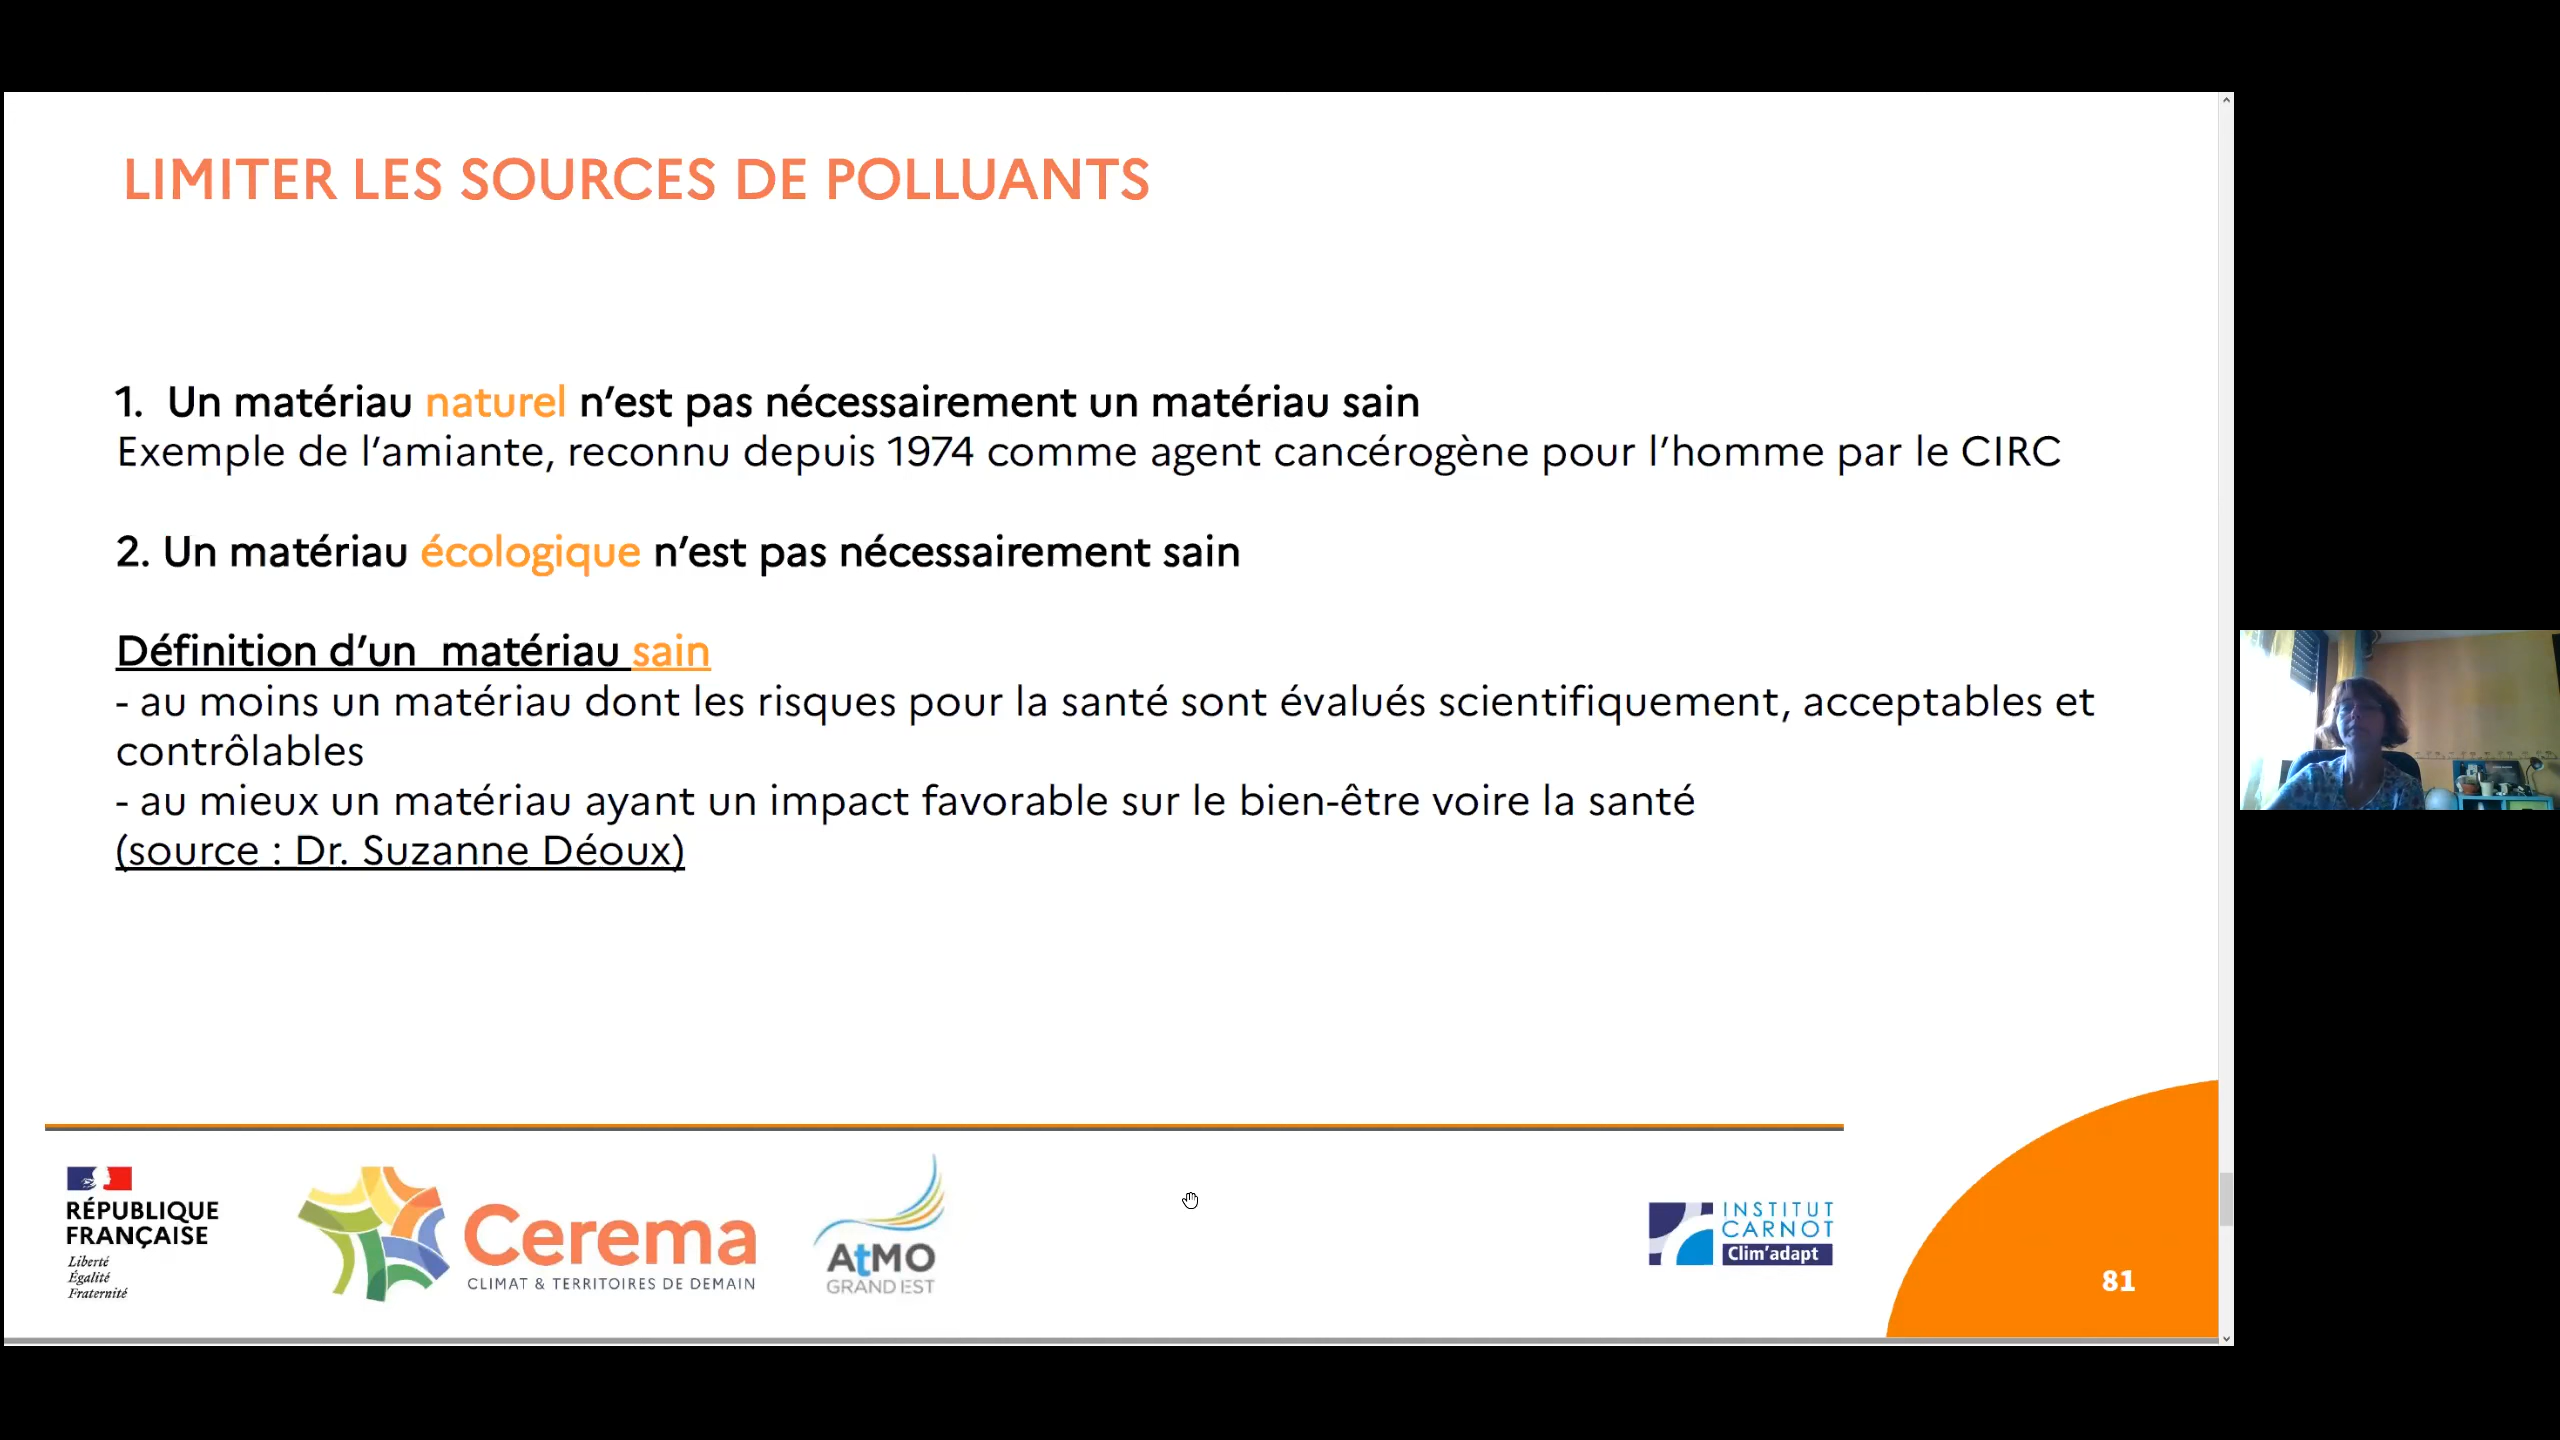 LIMITER LES SOURCES DE POLLUANTS
1. Un matériau naturel n’est pas nécessairement un matériau sain
Exemple de l’amiante, reconnu depuis 1974 comme agent cancérogène pour l’homme par le CIRC
2. Un matériau écologique n’est pas nécessairement sain
Définition d’un matériau sain
- au moins un matériau dont les risques pour la santé sont évalués scientifiquement, acceptables et
contrôlables
- au mieux un matériau ayant un impact favorable sur le bien-être voire la santé
(source : Dr. Suzanne Déoux)
RÉPUBLIQUE
FRANÇAISE
Liberté
Égalité
Fraternité
Cerema
CLIMAT & TERRITOIRES DE DEMAIN
AtMO
GRAND EST
INSTITUT
CARNOT
Clim'adapt
81